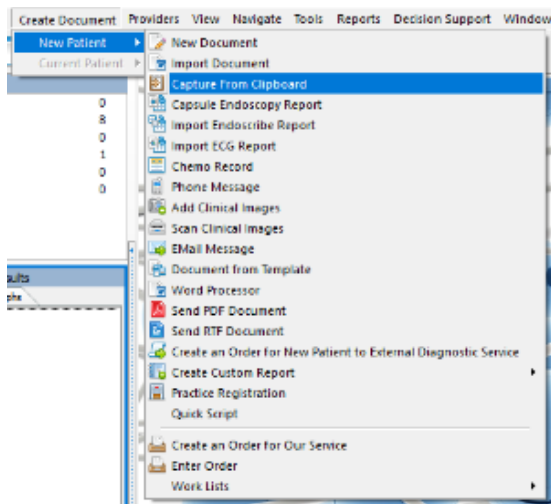 Create Document Providers View Navigate Tools Reports Decision Support Window
New Patient
Current Patient
New Document
Import Document
Capture From Clipboard
Capsule Endoscopy Report
Import Endoscribe Report
Import ECG Report
Chemo Record
Phone Message
Add Clinical Images
Scan Clinical Images
EMail Message
Document from Template
Word Processor
Send PDF Document
Send RTF Document
Create an Order for New Patient to External Diagnostic Service
Create Custom Report
Practice Registration
Quick Script
Create an Order for Our Service
Enter Order
Work Lists
0
8
0
1
0
0